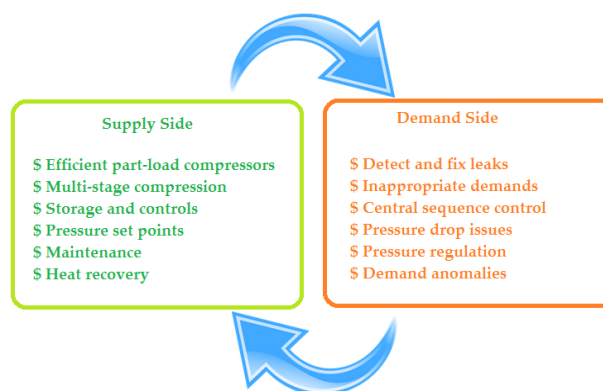 Supply Side
$ Efficient part-load compressors
$ Multi-stage compression
$ Storage and controls
$ Pressure set points
$ Maintenance
$ Heat recovery
Demand Side
$ Detect and fix leaks
$ Inappropriate demands
$ Central sequence control
$ Pressure drop issues
$ Pressure regulation
$ Demand anomalies